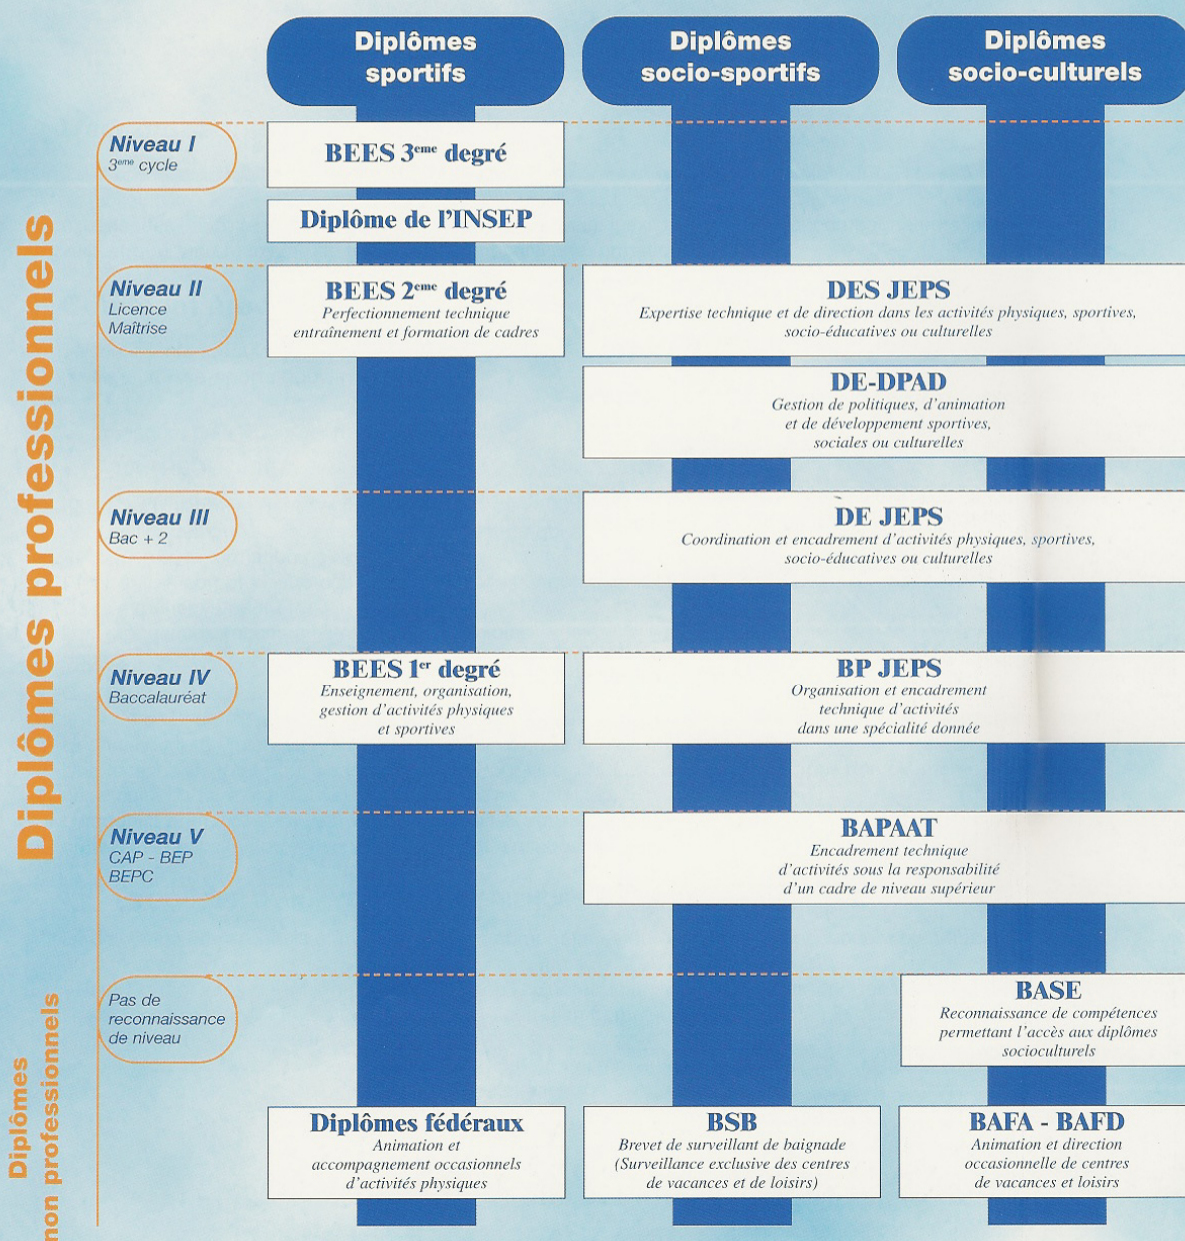 Diplômes
sportifs
Diplômes
socio-sportifs
Diplômes
socio-culturels
Diplômes professionnels
Niveau I
3eme cycle
BEES 3eme degré
Diplôme de l'INSEP
Niveau II
Licence
Maîtrise
BEES 2eme degré
Perfectionnement technique
entraînement et formation de cadres
DES JEPS
Expertise technique et de direction dans les activités physiques, sportives,
socio-éducatives ou culturelles
DE-DPAD
Gestion de politiques, d'animation
et de développement sportives,
sociales ou culturelles
Niveau III
Bac + 2
DE JEPS
Coordination et encadrement d'activités physiques, sportives,
socio-éducatives ou culturelles
Niveau IV
Baccalauréat
BEES 1er degré
Enseignement, organisation,
gestion d'activités physiques
et sportives
BP JEPS
Organisation et encadrement
technique d'activités
dans une spécialité donnée
Niveau V
CAP - BEP
BEPC
BAPAAT
Encadrement technique
d'activités sous la responsabilité
d'un cadre de niveau supérieur
Diplômes
non professionnels
Pas de
reconnaissance
de niveau
BASE
Reconnaissance de compétences
permettant l'accès aux diplômes
socioculturels
Diplômes fédéraux
Animation et
accompagnement occasionnels
d'activités physiques
BSB
Brevet de surveillant de baignade
(Surveillance exclusive des centres
de vacances et de loisirs)
BAFA - BAFD
Animation et direction
occasionnelle de centres
de vacances et loisirs